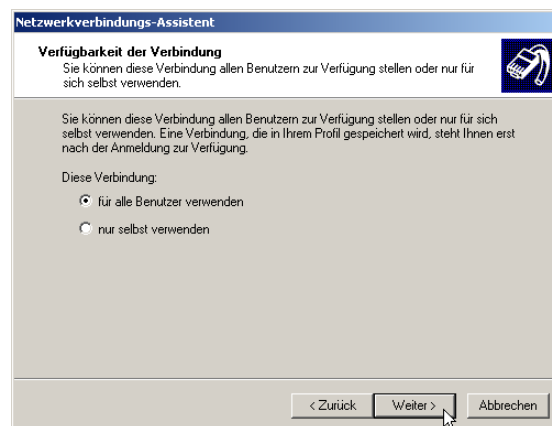 Netzwerkverbindungs-Assistent
Verfügbarkeit der Verbindung
Sie können diese Verbindung allen Benutzern zur Verfügung stellen oder nur für
sich selbst verwenden.
Sie können diese Verbindung allen Benutzern zur Verfügung stellen oder nur für sich
selbst verwenden. Eine Verbindung, die in Ihrem Profil gespeichert wird, steht Ihnen erst
nach der Anmeldung zur Verfügung.
Diese Verbindung:
für alle Benutzer verwenden
nur selbst verwenden
< Zurück Weiter > Abbrechen